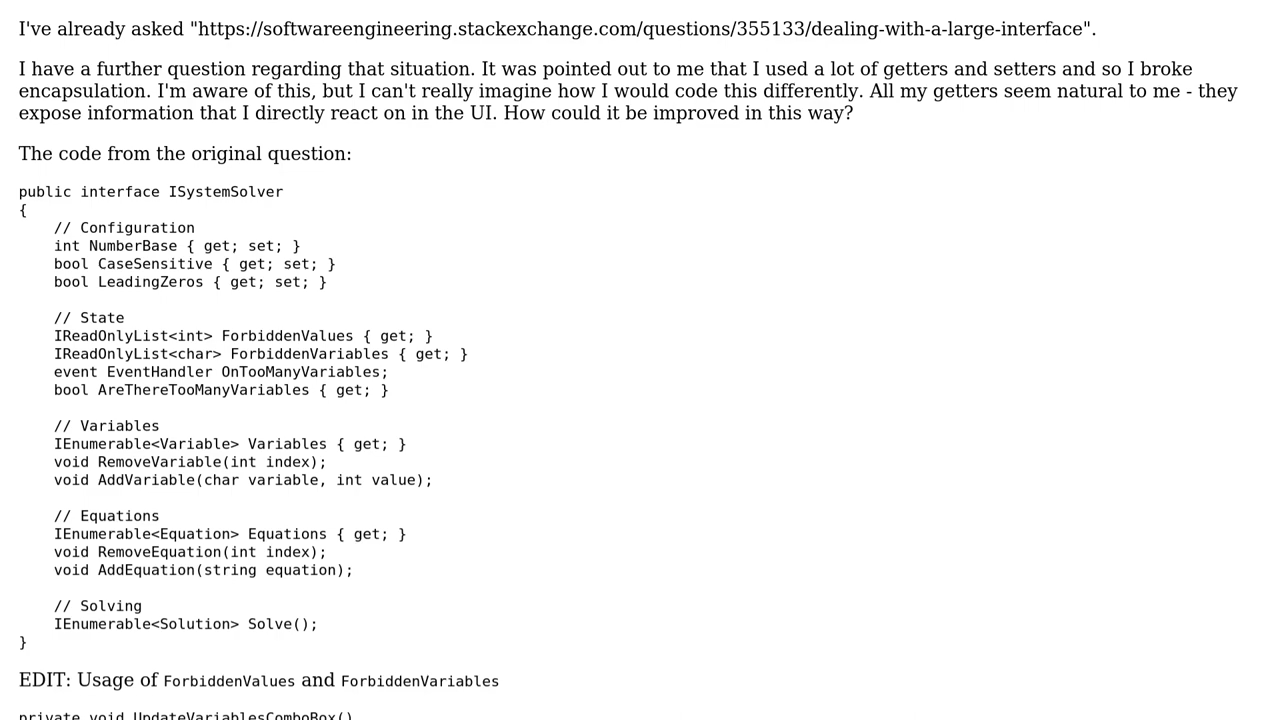 I've already asked "https://softwareengineering.stackexchange.com/questions/355133/dealing-with-a-large-interface".
I have a further question regarding that situation. It was pointed out to me that I used a lot of getters and setters and so I broke
encapsulation. I'm aware of this, but I can't really imagine how I would code this differently. All my getters seem natural to me - they
expose information that I directly react on in the UI. How could it be improved in this way?
The code from the original question:
public interface ISystemSolver
{
    // Configuration
    int NumberBase { get; set; }
    bool CaseSensitive { get; set; }
    bool LeadingZeros { get; set; }
    // State
    IReadOnlyList<int> ForbiddenValues { get; }
    IReadOnlyList<char> ForbiddenVariables { get; }
    event EventHandler OnTooManyVariables;
    bool AreThereTooManyVariables { get; }
    // Variables
    IEnumerable<Variable> Variables { get; }
    void RemoveVariable(int index);
    void AddVariable(char variable, int value);
    // Equations
    IEnumerable<Equation> Equations { get; }
    void RemoveEquation(int index);
    void AddEquation(string equation);
    // Solving
    IEnumerable<Solution> Solve();
}
EDIT: Usage of ForbiddenValues and ForbiddenVariables
private void UpdateVariablesComboBox()